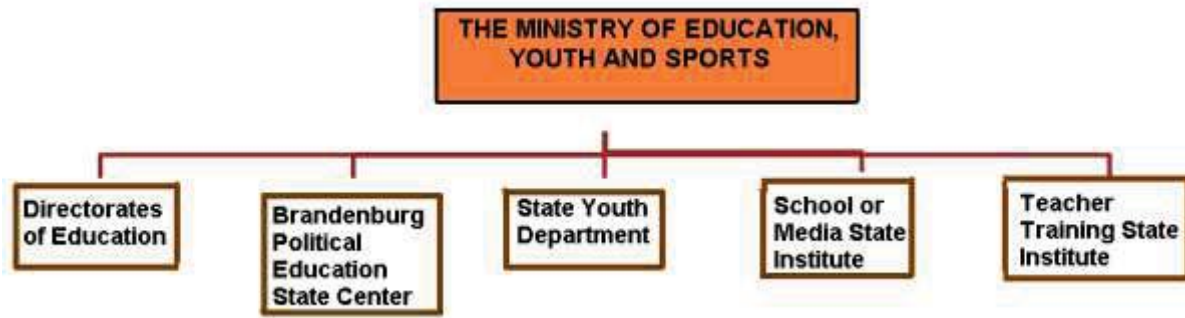 THE MINISTRY OF EDUCATION,
YOUTH AND SPORTS
Directorates
of Education
Brandenburg
Political
Education
State Center
State Youth
Department
School or
Media State
Institute
Teacher
Training State
Institute